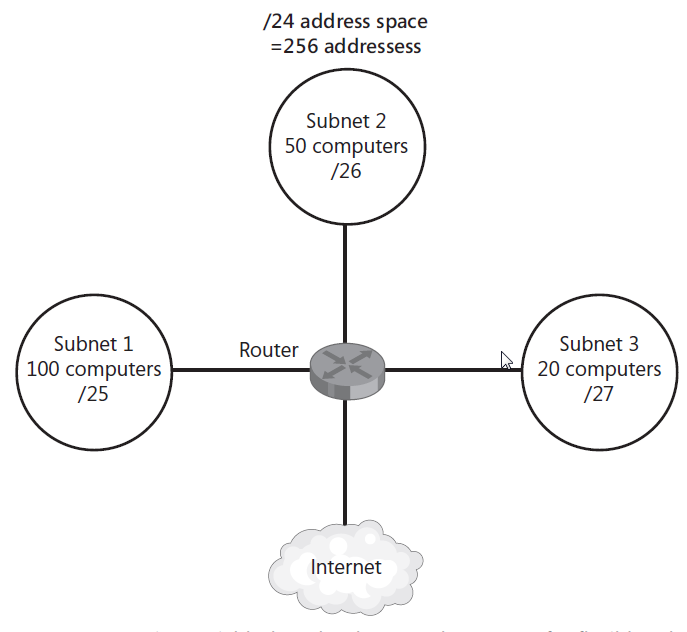 /24 address space
=256 addressess
Subnet 2
50 computers
/26
Subnet 1
100 computers
/25
Router
Subnet 3
20 computers
/27
Internet